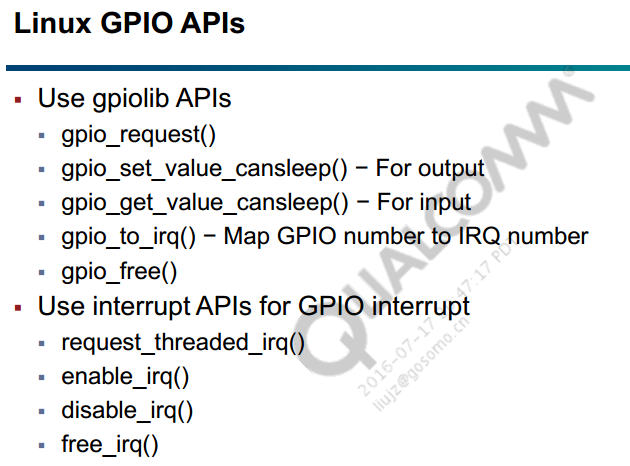 Linux GPIO APIs
▪ Use gpiolib APIs
▪ gpio_request()
▪ gpio_set_value_cansleep() − For output
▪ gpio_get_value_cansleep() − For input
▪ gpio_to_irq() − Map GPIO number to IRQ number
▪ gpio_free()
▪ Use interrupt APIs for GPIO interrupt
▪ request_threaded_irq()
▪ enable_irq()
▪ disable_irq()
▪ free_irq()
QUALCOMM
2016-07-17
47:17 PD
liujz@gosomo.cn